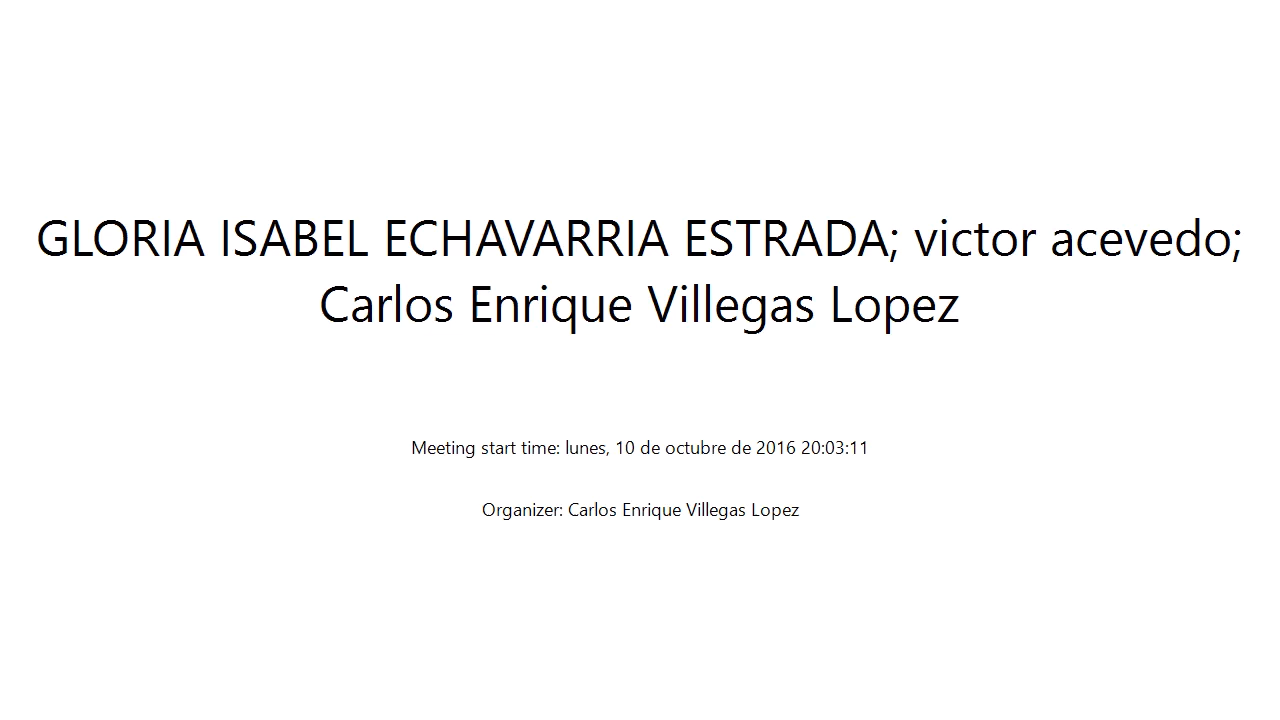 GLORIA ISABEL ECHAVARRIA ESTRADA; victor acevedo;
Carlos Enrique Villegas Lopez
Meeting start time: lunes, 10 de octubre de 2016 20:03:11
Organizer: Carlos Enrique Villegas Lopez